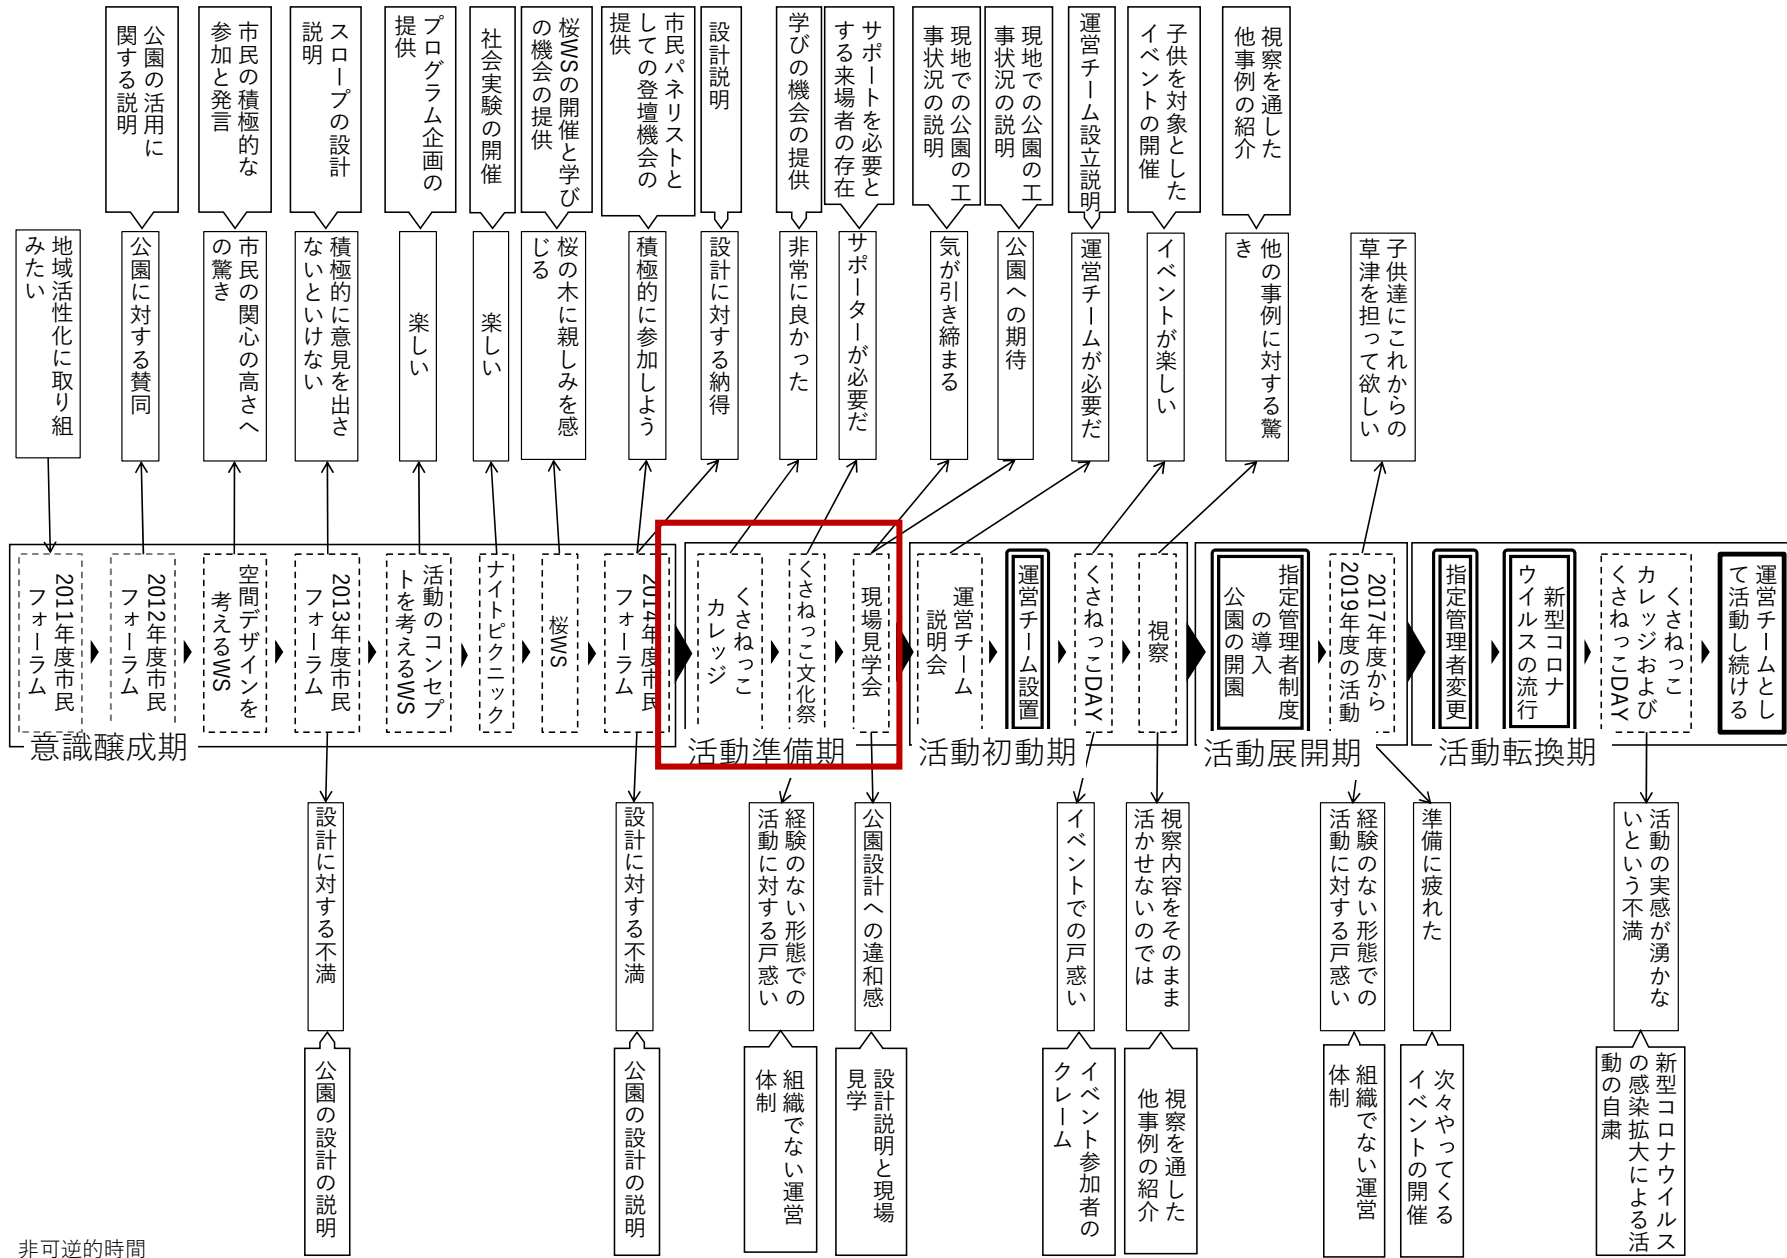 公園の活用に
関する説明
市民の積極的な
参加と発言
スロープの設計
説明
プログラム企画の
提供
社会実験の開催
桜WSの開催と学び
の機会の提供
市民パネリストと
しての登壇機会の
提供
設計説明
学びの機会の提供
サポートを必要と
する来場者の存在
現地での公園の工
事状況の説明
現地での公園の工
事状況の説明
運営チーム設立説明
子供を対象とした
イベントの開催
視察を通した
他事例の紹介
地域活性化に取り組
みたい
公園に対する賛同
市民の関心の高さへ
の驚き
積極的に意見を出さ
ないといけない
楽しい
楽しい
桜の木に親しみを感
じる
積極的に参加しよう
設計に対する納得
非常に良かった
サポーターが必要だ
気が引き締まる
公園への期待
運営チームが必要だ
イベントが楽しい
他の事例に対する驚
き
子供達にこれからの
草津を担って欲しい
2011年度市民
フォーラム
2012年度市民
フォーラム
空間デザインを
考えるWS
2013年度市民
フォーラム
活動のコンセプ
トを考えるWS
ナイトピクニック
桜WS
2014年度市民
フォーラム
くさねっこ
カレッジ
くさねっこ文化祭
現場見学会
運営チーム
説明会
運営チーム設置
くさねっこDAY
視察
指定管理者制度
の導入
公園の開園
2017年度から
2019年度の活動
指定管理者変更
新型コロナ
ウイルスの流行
くさねっこ
カレッジおよび
くさねっこDAY
運営チームとし
て活動し続ける
意識醸成期
活動準備期
活動初動期
活動展開期
活動転換期
設計に対する不満
設計に対する不満
経験のない形態での
活動に対する戸惑い
公園設計への違和感
イベントでの戸惑い
視察内容をそのまま
活かせないのでは
経験のない形態での
活動に対する戸惑い
準備に疲れた
活動の実感が湧かな
いという不満
公園の設計の説明
公園の設計の説明
組織でない運営
体制
設計説明と現場
見学
イベント参加者の
クレーム
視察を通した
他事例の紹介
組織でない運営
体制
次々やってくる
イベントの開催
新型コロナウイルス
の感染拡大による活
動の自粛
非可逆的時間